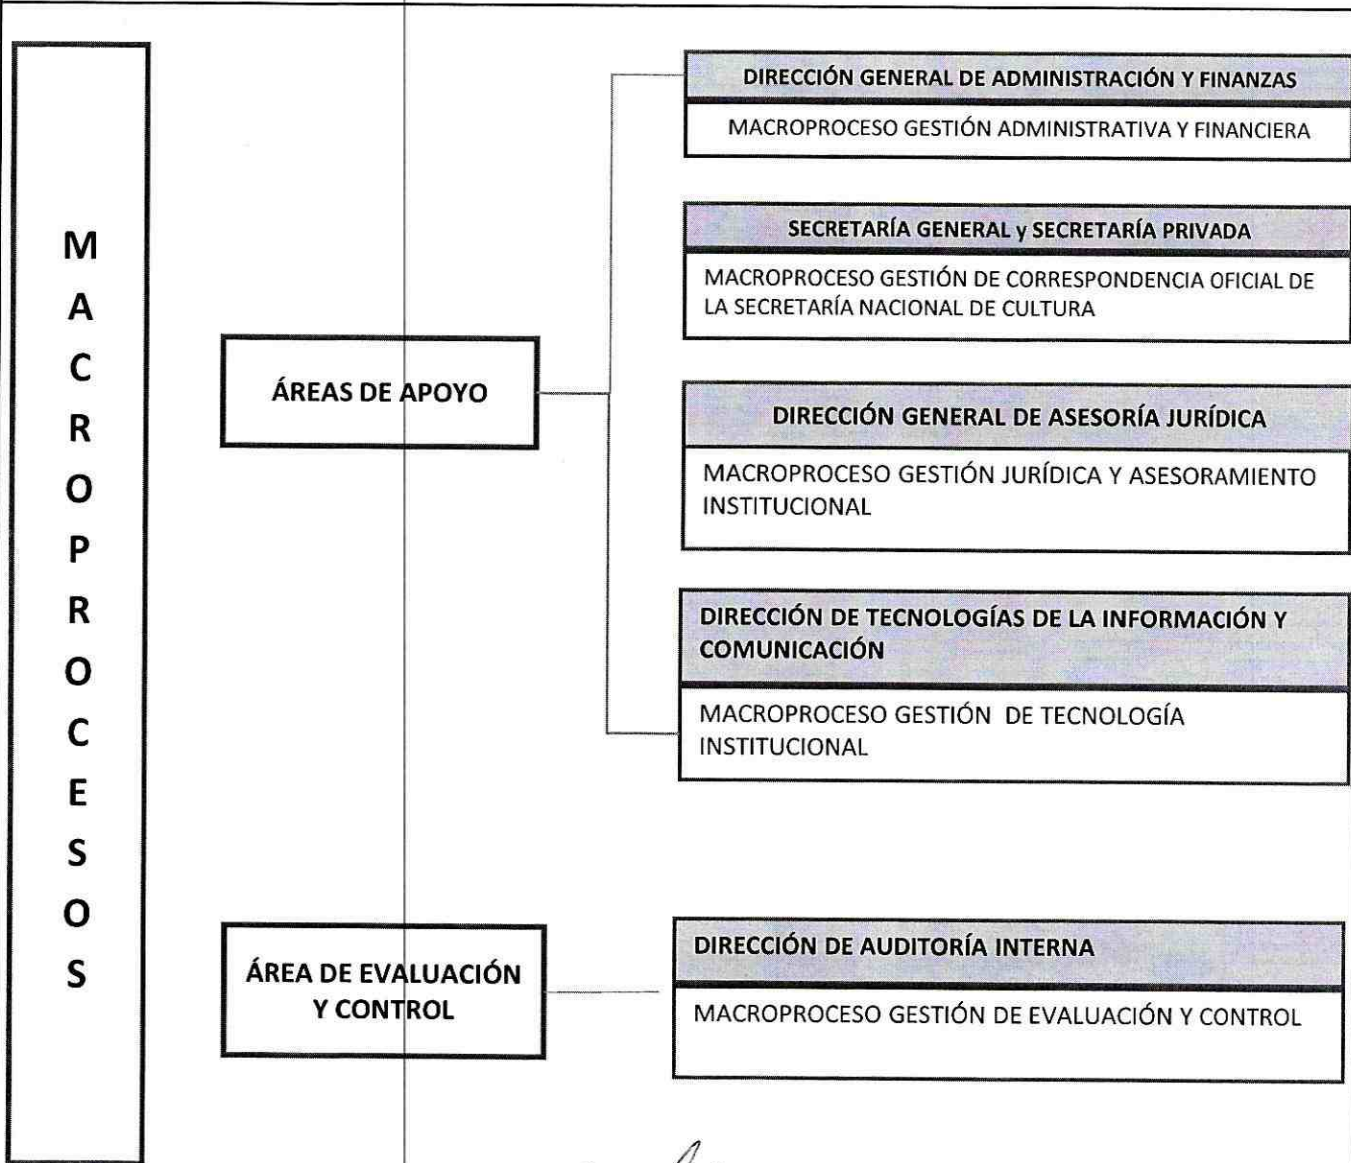 MACROPROCESOS
ÁREAS DE APOYO
DIRECCIÓN GENERAL DE ADMINISTRACIÓN Y FINANZAS
MACROPROCESO GESTIÓN ADMINISTRATIVA Y FINANCIERA
SECRETARÍA GENERAL y SECRETARÍA PRIVADA
MACROPROCESO GESTIÓN DE CORRESPONDENCIA OFICIAL DE
LA SECRETARÍA NACIONAL DE CULTURA
DIRECCIÓN GENERAL DE ASESORÍA JURÍDICA
MACROPROCESO GESTIÓN JURÍDICA Y ASESORAMIENTO
INSTITUCIONAL
DIRECCIÓN DE TECNOLOGÍAS DE LA INFORMACIÓN Y
COMUNICACIÓN
MACROPROCESO GESTIÓN DE TECNOLOGÍA
INSTITUCIONAL
ÁREA DE EVALUACIÓN
Y CONTROL
DIRECCIÓN DE AUDITORÍA INTERNA
MACROPROCESO GESTIÓN DE EVALUACIÓN Y CONTROL